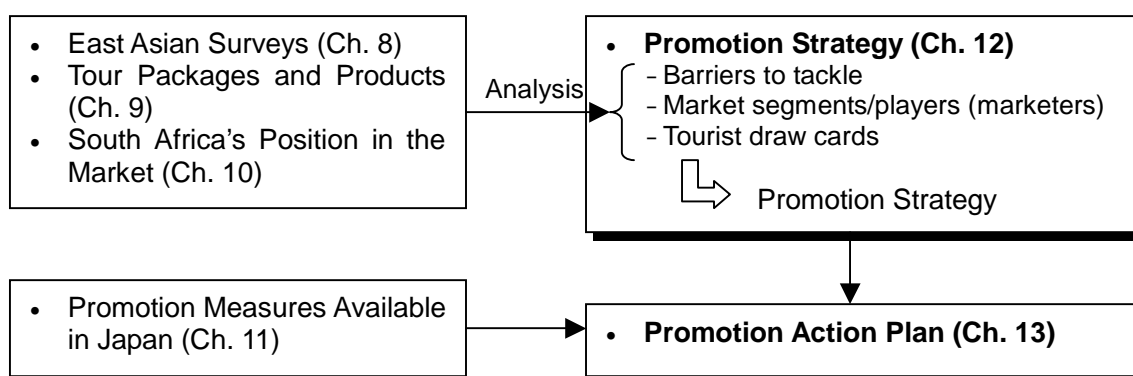 • East Asian Surveys (Ch. 8)
• Tour Packages and Products
(Ch. 9)
• South Africa's Position in the
Market (Ch. 10)
Analysis
• Promotion Strategy (Ch. 12)
- Barriers to tackle
- Market segments/players (marketers)
- Tourist draw cards
Promotion Strategy
• Promotion Measures Available
in Japan (Ch. 11)
• Promotion Action Plan (Ch. 13)